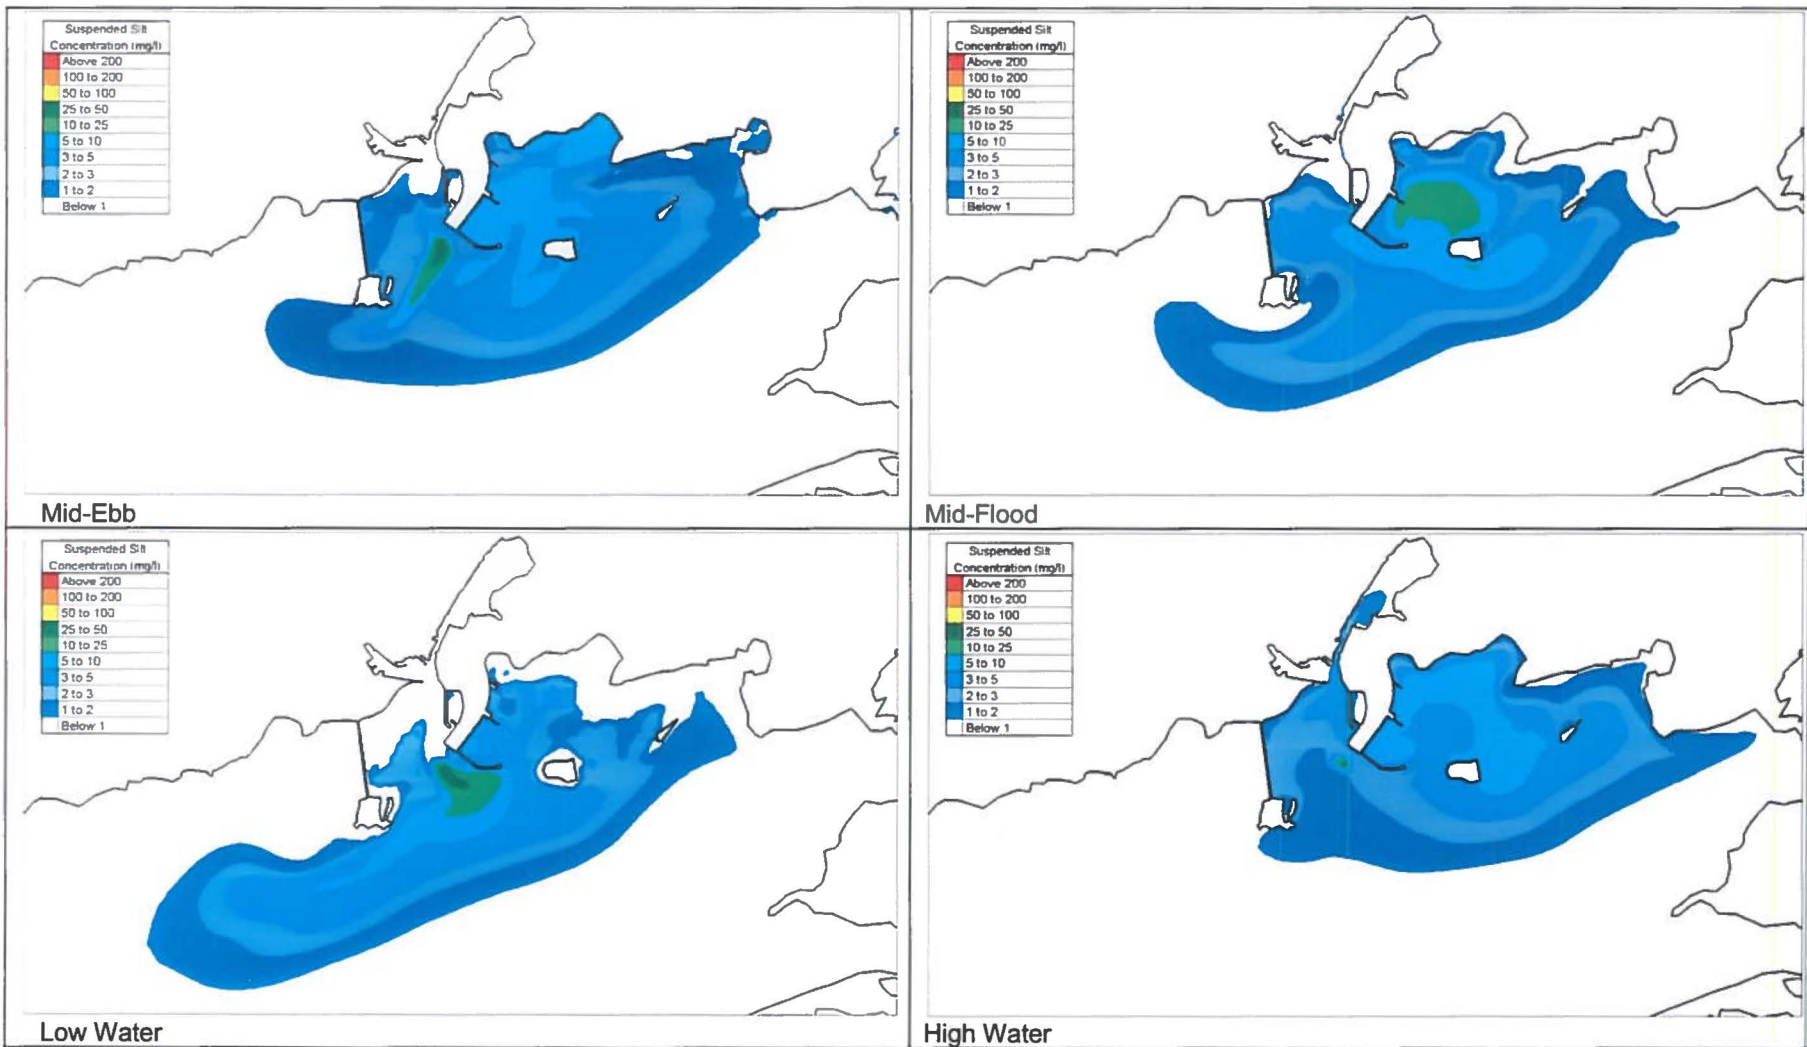 Suspended Silt
Concentration (mg/l)
Above 200
100 to 200
50 to 100
25 to 50
10 to 25
5 to 10
3 to 5
2 to 3
1 to 2
Below 1
Mid-Ebb
Suspended Silt
Concentration (mg/l)
Above 200
100 to 200
50 to 100
25 to 50
10 to 25
5 to 10
3 to 5
2 to 3
1 to 2
Below 1
Mid-Flood
Suspended Silt
Concentration (mg/l)
Above 200
100 to 200
50 to 100
25 to 50
10 to 25
5 to 10
3 to 5
2 to 3
1 to 2
Below 1
Low Water
Suspended Silt
Concentration (mg/l)
Above 200
100 to 200
50 to 100
25 to 50
10 to 25
5 to 10
3 to 5
2 to 3
1 to 2
Below 1
High Water